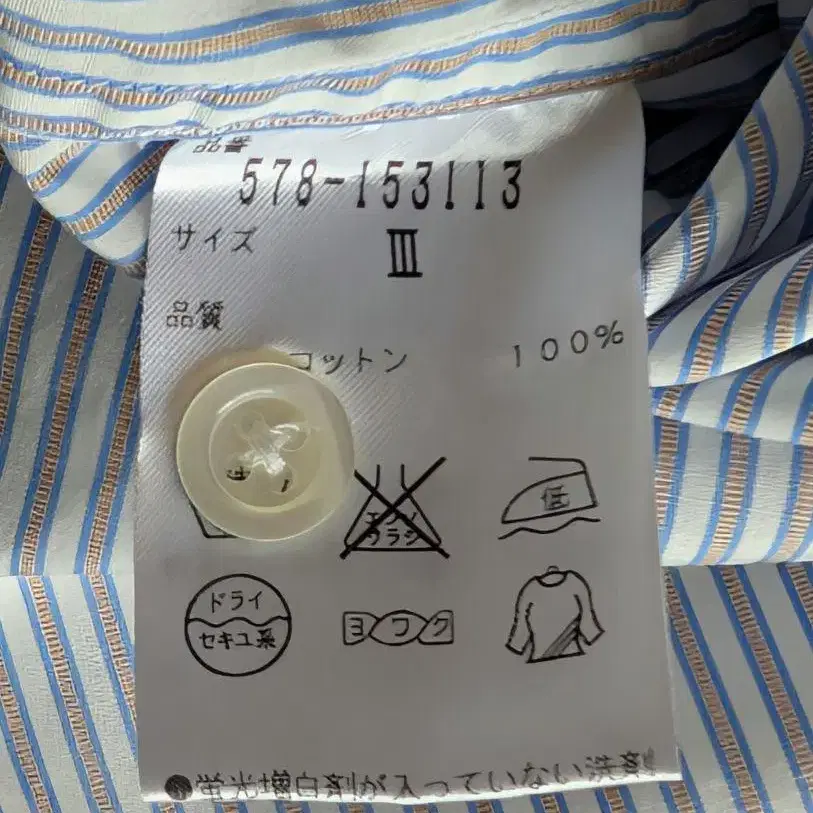 品番
578-153113
サイズ
III
品質
コットン 100%
エンソ
サラシ
低
ドライ
セキユ系
ヨワク
蛍光増白剤が入っていない洗剤